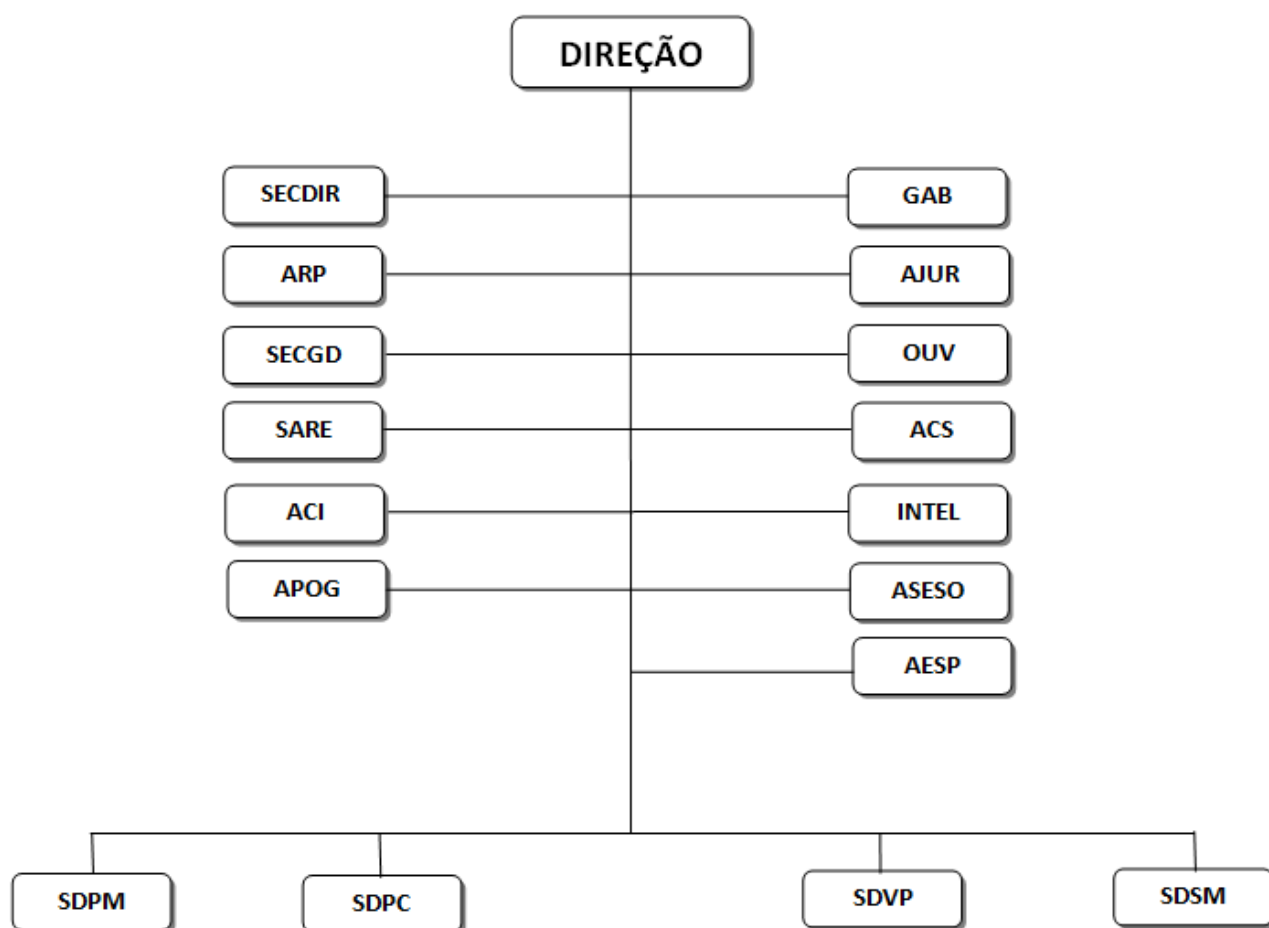 DIREÇÃO
SECDIR
GAB
ARP
AJUR
SECGD
OUV
SARE
ACS
ACI
INTEL
APOG
ASESO
AESP
SDPM
SDPC
SDVP
SDSM